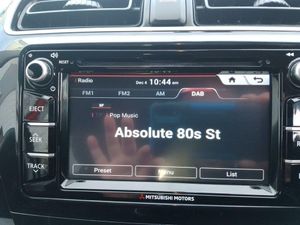 RESET
Radio
Dec 4 10:44 AM
FM1 FM2 AM DAB
EJECT
Pop Music
SEEK
Absolute 80s St
TRACK
Preset Menu List
MITSUBISHI MOTORS